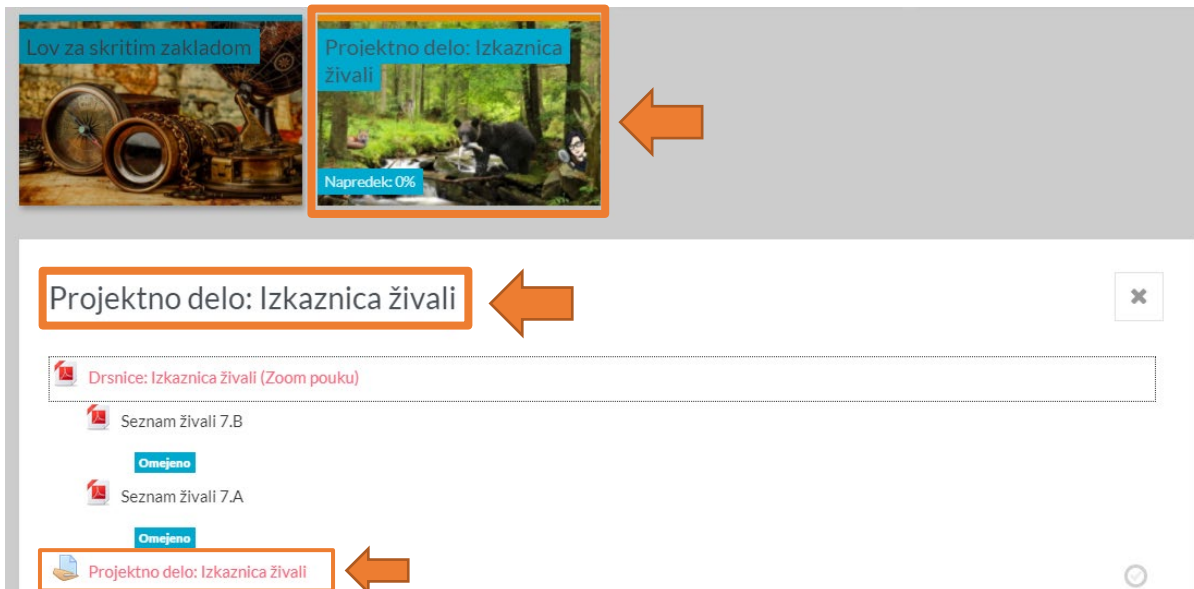 Lov za skritim zakladom
Projektno delo: Izkaznica
živali
Napredek: 0%
Projektno delo: Izkaznica živali
Drsnice: Izkaznica živali (Zoom pouku)
Seznam živali 7.B
Omejeno
Seznam živali 7.A
Omejeno
Projektno delo: Izkaznica živali